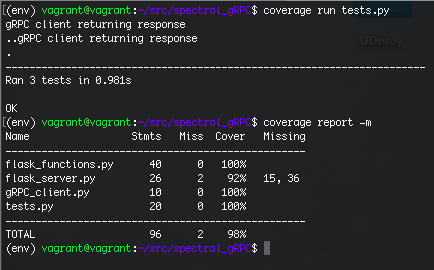 [(env) vagrant@vagrant:~/src/spectral_gRPC$ coverage run tests.py
gRPC client returning response
..gRPC client returning response
.
----------------------------------------------------------------------
Ran 3 tests in 0.981s
OK
[(env) vagrant@vagrant:~/src/spectral_gRPC$ coverage report -m
Name Stmts Miss Cover Missing
--------------------------------------------------
flask_functions.py 40 0 100%
flask_server.py 26 2 92% 15, 36
gRPC_client.py 10 0 100%
tests.py 20 0 100%
--------------------------------------------------
TOTAL 96 2 98%
(env) vagrant@vagrant:~/src/spectral_gRPC$
UDemy